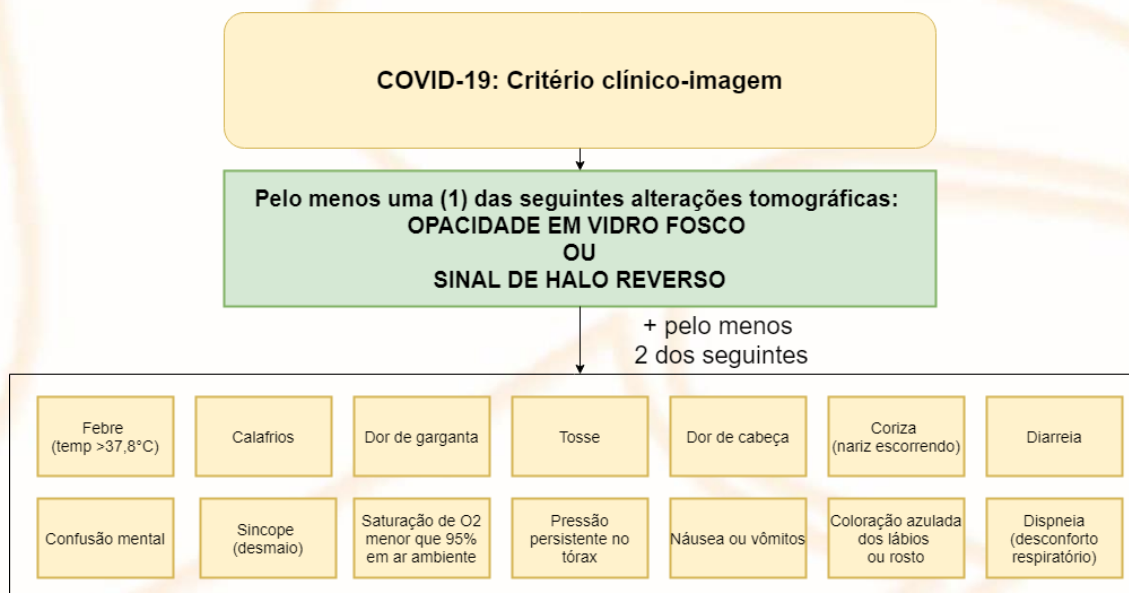 COVID-19: Critério clínico-imagem
Pelo menos uma (1) das seguintes alterações tomográficas:
OPACIDADE EM VIDRO FOSCO
OU
SINAL DE HALO REVERSO
+ pelo menos
2 dos seguintes
Febre
(temp >37,8°C)
Calafrios
Dor de garganta
Tosse
Dor de cabeça
Coriza
(nariz escorrendo)
Diarreia
Confusão mental
Sincope
(desmaio)
Saturação de O2
menor que 95%
em ar ambiente
Pressão
persistente no
tórax
Náusea ou vômitos
Coloração azulada
dos lábios
ou rosto
Dispneia
(desconforto
respiratório)